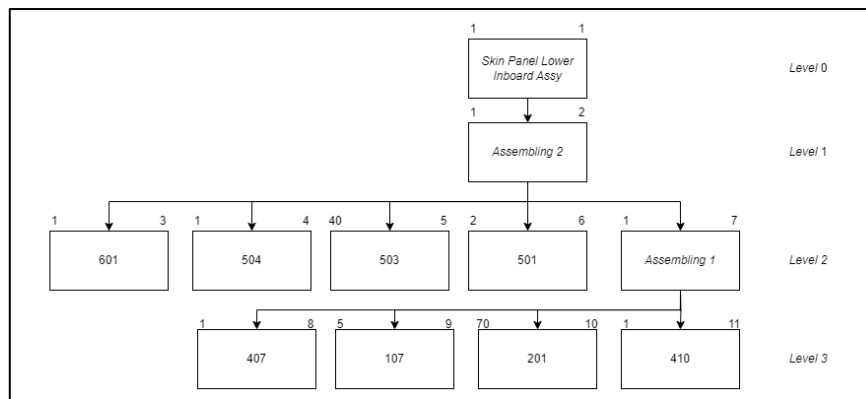 1 1
Skin Panel Lower
Inboard Assy
Level 0
1 2
Assembling 2
Level 1
1 3 1 4 40 5 2 6 1 7
601 504 503 501 Assembling 1 Level 2
1 8 5 9 70 10 1 11
407 107 201 410 Level 3